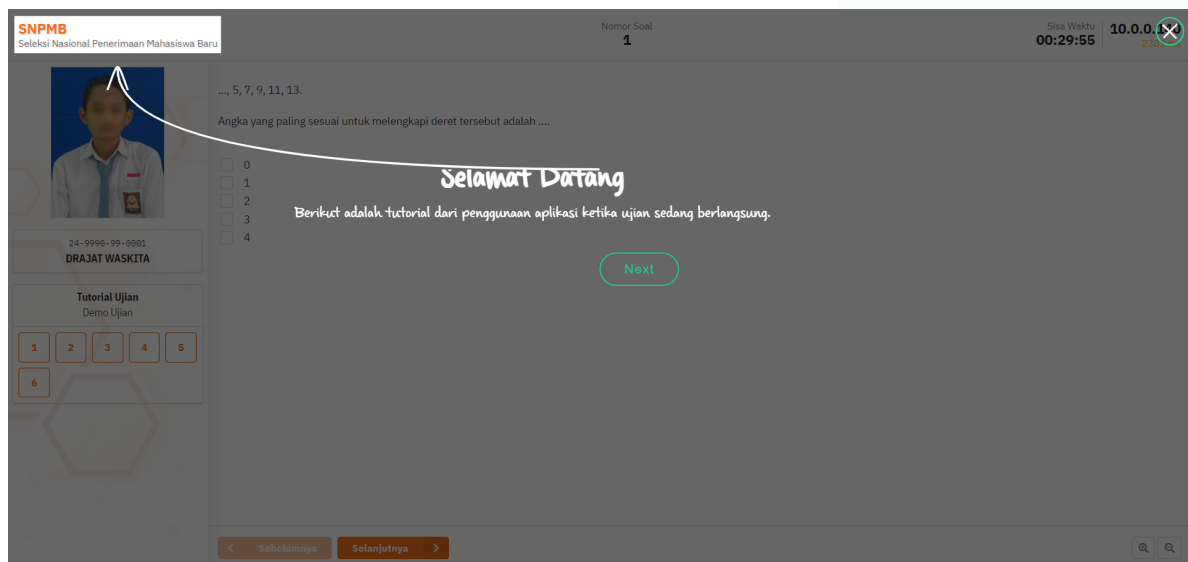 SNPMB
Seleksi Nasional Penerimaan Mahasiswa Baru
Nomor Soal
1
Sisa Waktu
00:29:55
24-9990-99-0001
DRAJAT WASKITA
Tutorial Ujian
Demo Ujian
1 2 3 4 5
6
..., 5, 7, 9, 11, 13.
Angka yang paling sesuai untuk melengkapi deret tersebut adalah ....
0
1
2
3
4
Selamat Datang
Berikut adalah tutorial dari penggunaan aplikasi ketika ujian sedang berlangsung.
Next
Sebelumnya
Selanjutnya